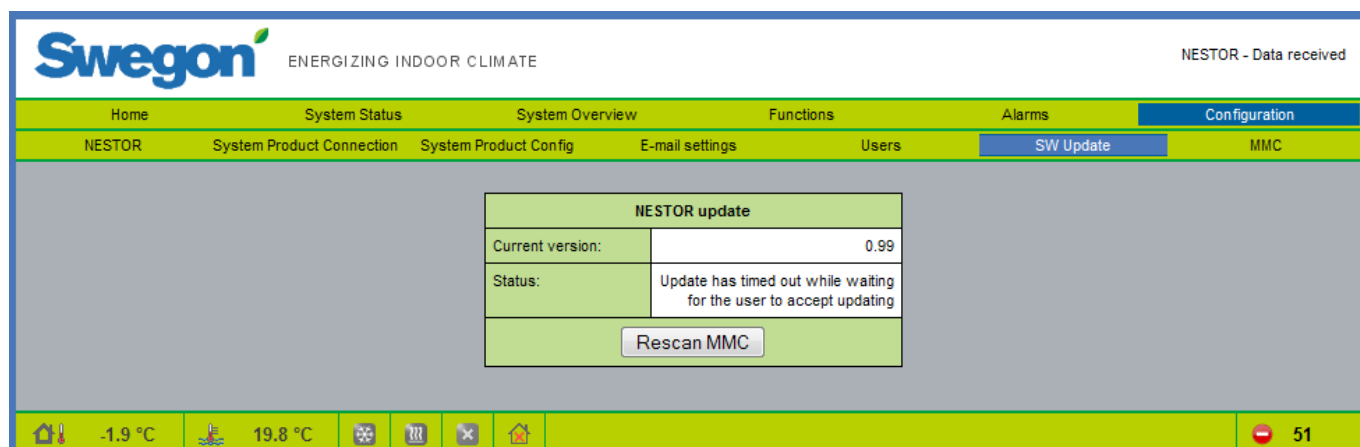 Swegon ENERGIZING INDOOR CLIMATE NESTOR - Data received
Home System Status System Overview Functions Alarms Configuration
NESTOR System Product Connection System Product Config E-mail settings Users SW Update MMC
NESTOR update
Current version: 0.99
Status: Update has timed out while waiting
for the user to accept updating
Rescan MMC
-1.9 °C 19.8 °C 51